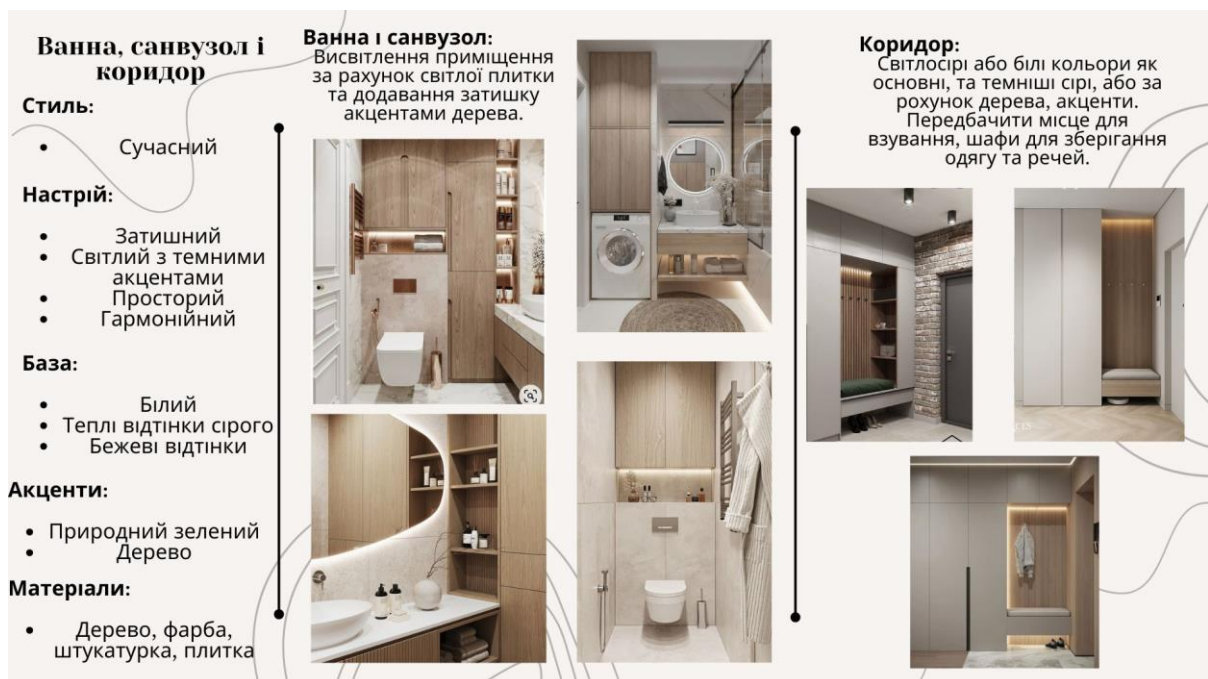 Ванна, санвузол і
коридор
Стиль:
• Сучасний
Настрій:
• Затишний
• Світлий з темними
акцентами
• Просторий
• Гармонійний
База:
• Білий
• Теплі відтінки сірого
• Бежеві відтінки
Акценти:
• Природний зелений
• Дерево
Матеріали:
• Дерево, фарба,
штукатурка, плитка
Ванна і санвузол:
Висвітлення приміщення
за рахунок світлої плитки
та додавання затишку
акцентами дерева.
Коридор:
Світлосірі або білі кольори як
основні, та темніші сірі, або за
рохунок дерева, акценти.
Передбачити місце для
взування, шафи для зберігання
одягу та речей.